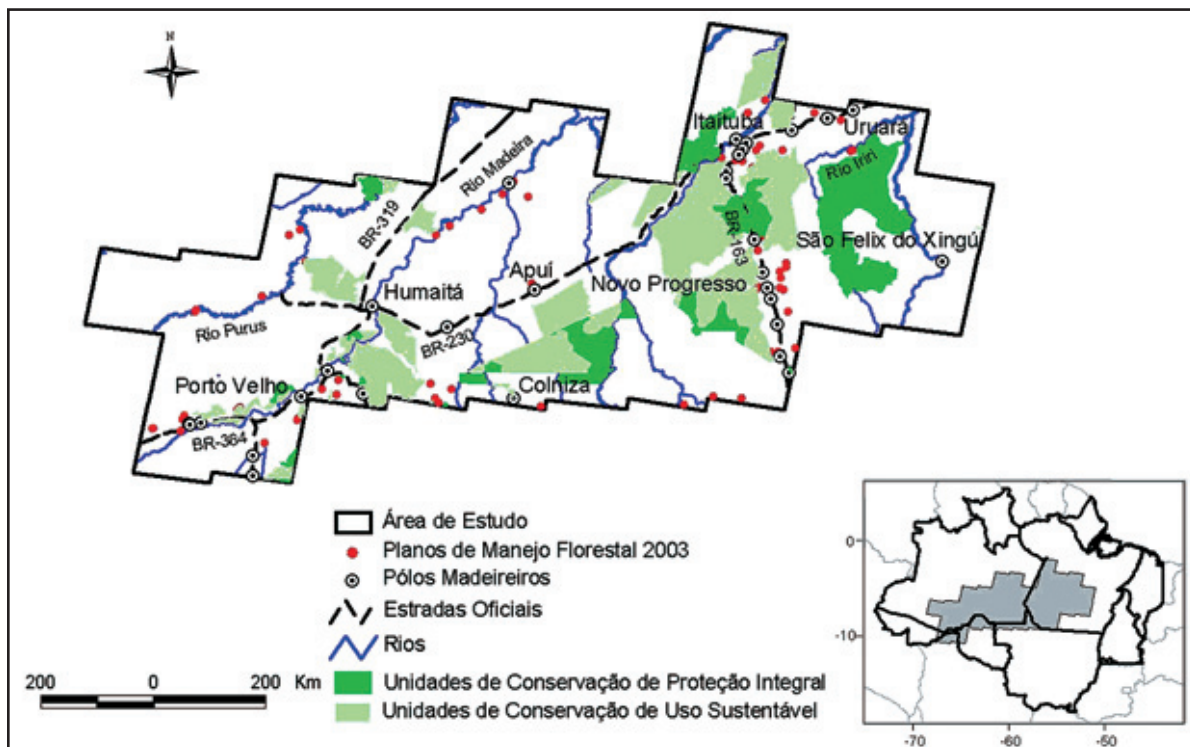 N
Itaituba
Uruará
Rio Madeira
Rio Iriri
BR-319
BR-163
São Felix do Xingú
Apuí
Novo Progresso
Humaitá
Rio Purus
BR-230
Porto Velho
Colniza
BR-364
Área de Estudo
Planos de Manejo Florestal 2003
Pólos Madeireiros
Estradas Oficiais
Rios
200 0 200 Km
Unidades de Conservação de Proteção Integral
Unidades de Conservação de Uso Sustentável
0
-10
-70 -60 -50